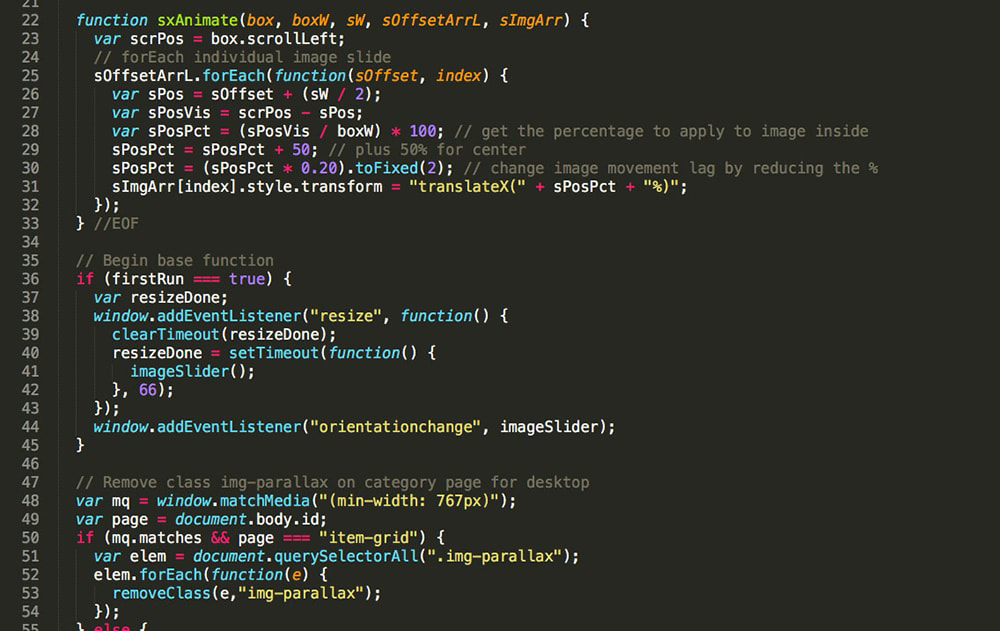 21
22 function sxAnimate(box, boxW, sW, sOffsetArrL, sImgArr) {
23 var scrPos = box.scrollLeft;
24 // forEach individual image slide
25 sOffsetArrL.forEach(function(sOffset, index) {
26 var sPos = sOffset + (sW / 2);
27 var sPosVis = scrPos - sPos;
28 var sPosPct = (sPosVis / boxW) * 100; // get the percentage to apply to image inside
29 sPosPct = sPosPct + 50; // plus 50% for center
30 sPosPct = (sPosPct * 0.20).toFixed(2); // change image movement lag by reducing the %
31 sImgArr[index].style.transform = "translateX(" + sPosPct + "%)";
32 });
33 } //EOF
34
35 // Begin base function
36 if (firstRun === true) {
37 var resizeDone;
38 window.addEventListener("resize", function() {
39 clearTimeout(resizeDone);
40 resizeDone = setTimeout(function() {
41 imageSlider();
42 }, 66);
43 });
44 window.addEventListener("orientationchange", imageSlider);
45 }
46
47 // Remove class img-parallax on category page for desktop
48 var mq = window.matchMedia("(min-width: 767px)");
49 var page = document.body.id;
50 if (mq.matches && page === "item-grid") {
51 var elem = document.querySelectorAll(".img-parallax");
52 elem.forEach(function(e) {
53 removeClass(e,"img-parallax");
54 });
55 } else {